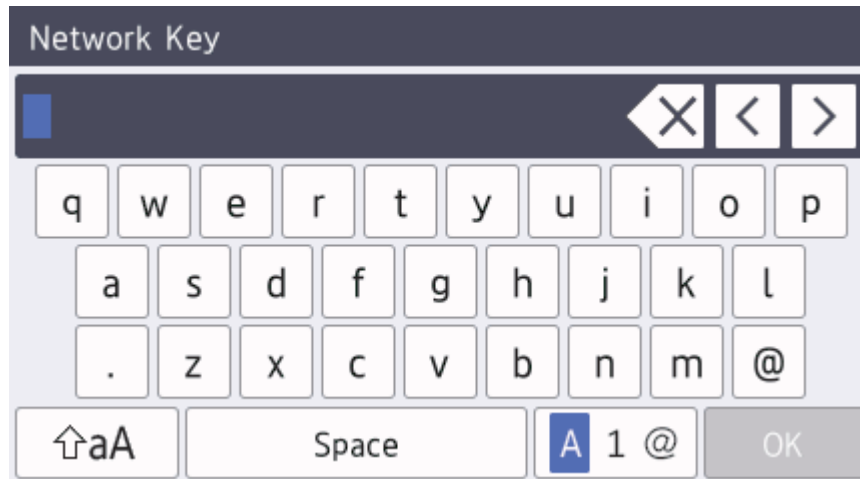 Network Key
q w e r t y u i o p
a s d f g h j k l
. z x c v b n m @
aA Space A 1 @ OK